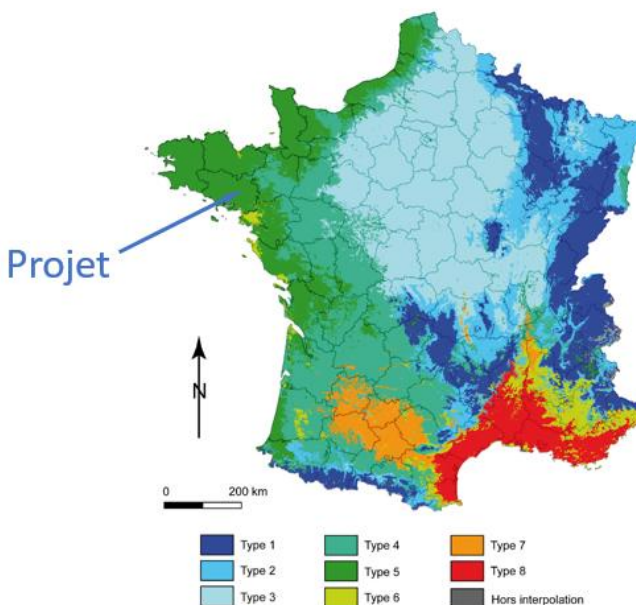 Projet
N
0 200 km
Type 1 Type 4 Type 7
Type 2 Type 5 Type 8
Type 3 Type 6 Hors interpolation